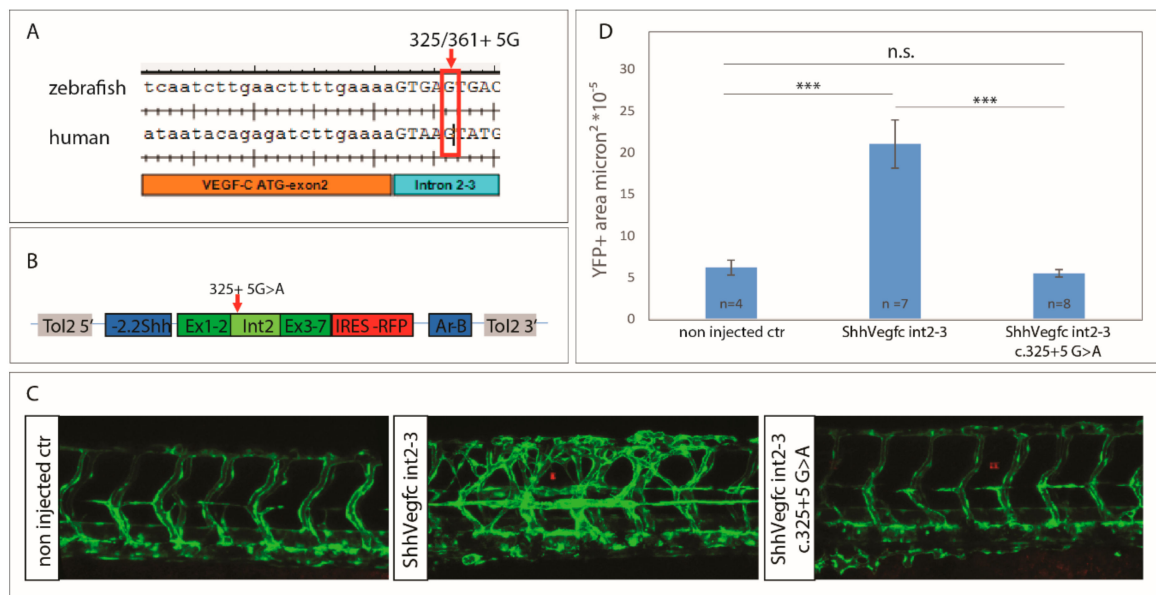 A
325/361+ 5G
zebrafish
tcaatcttgaacttttgaaaaGTGAGTGAC
human
ataatacagagatcttgaaaaGTAAGTATG
VEGF-C ATG-exon2
Intron 2-3
B
325+ 5G>A
Tol2 5' -2.2Shh Ex1-2 Int2 Ex3-7 IRES -RFP Ar-B Tol2 3'
C
non injected ctr
ShhVegfc int2-3
ShhVegfc int2-3
c.325+5 G>A
D
YFP+ area micron² *10⁻⁵
30
25
20
15
10
5
0
n.s.
***
***
n=4
n =7
n=8
non injected ctr
ShhVegfc int2-3
ShhVegfc int2-3
c.325+5 G>A